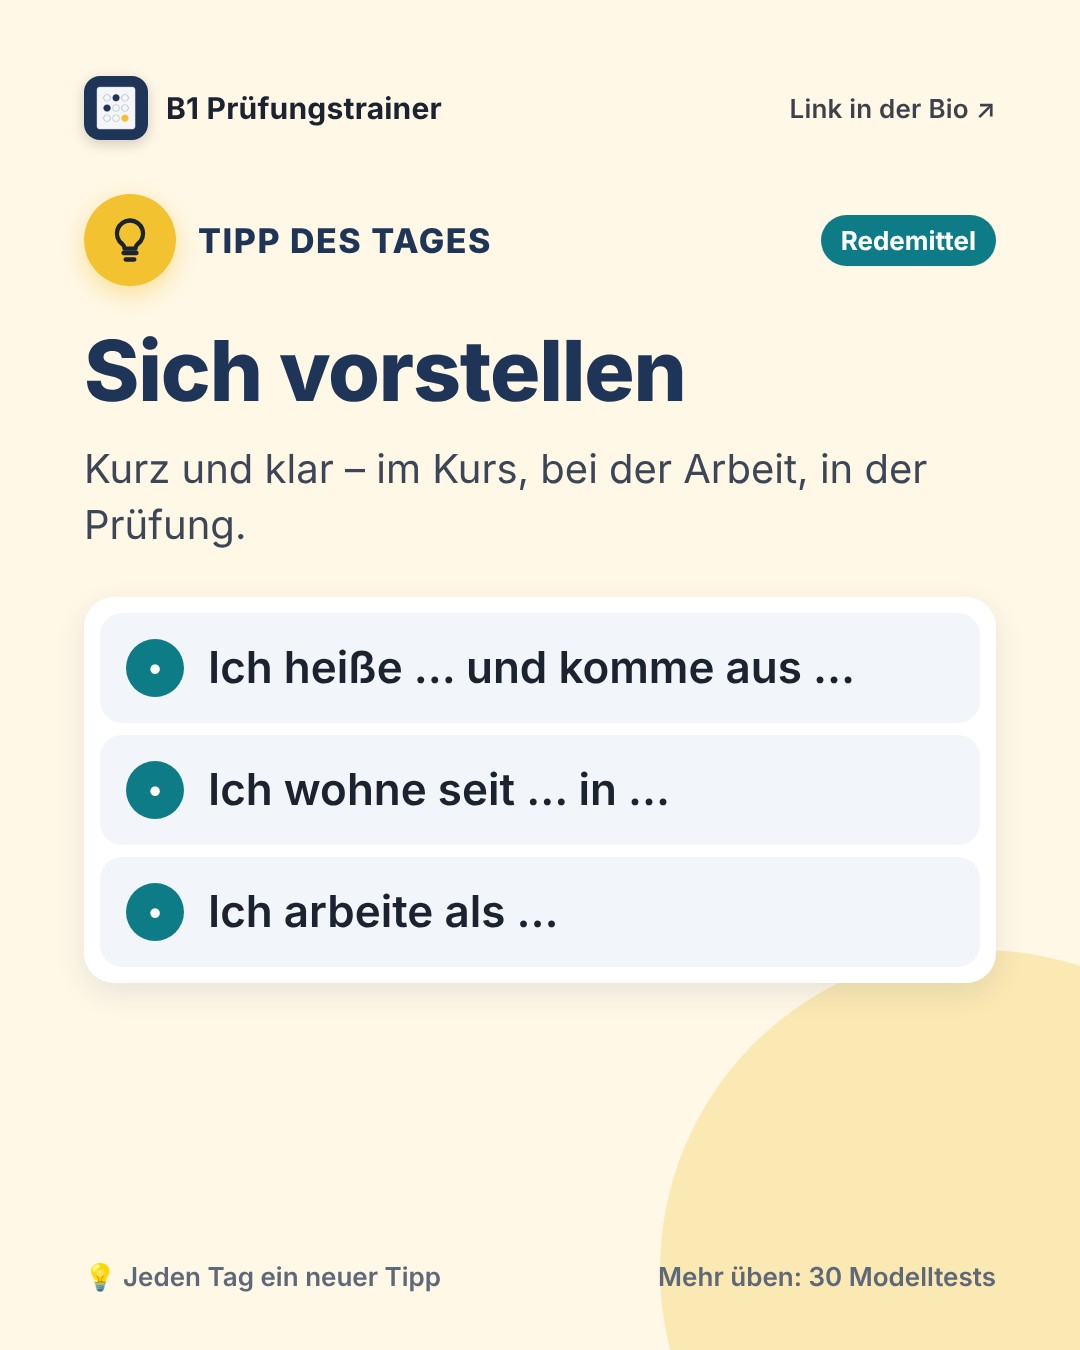 B1 Prüfungstrainer
Link in der Bio ↗
TIPP DES TAGES
Redemittel
Sich vorstellen
Kurz und klar – im Kurs, bei der Arbeit, in der
Prüfung.
Ich heiße … und komme aus …
Ich wohne seit … in …
Ich arbeite als …
💡 Jeden Tag ein neuer Tipp
Mehr üben: 30 Modelltests